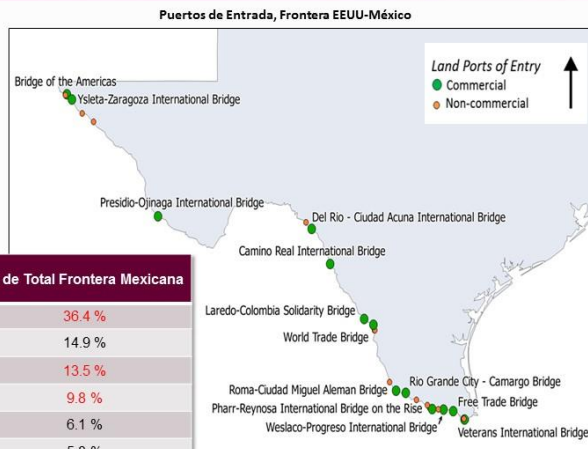 Puertos de Entrada, Frontera EEUU-México
Land Ports of Entry
Commercial
Non-commercial
Bridge of the Americas
Ysleta-Zaragoza International Bridge
Presidio-Ojinaga International Bridge
Del Rio - Ciudad Acuna International Bridge
Camino Real International Bridge
de Total Frontera Mexicana
36.4 %
14.9 %
13.5 %
9.8 %
6.1 %
Laredo-Colombia Solidarity Bridge
World Trade Bridge
Rio Grande City - Camargo Bridge
Roma-Ciudad Miguel Aleman Bridge
Free Trade Bridge
Pharr-Reynosa International Bridge on the Rise
Weslaco-Progreso International Bridge
Veterans International Bridge